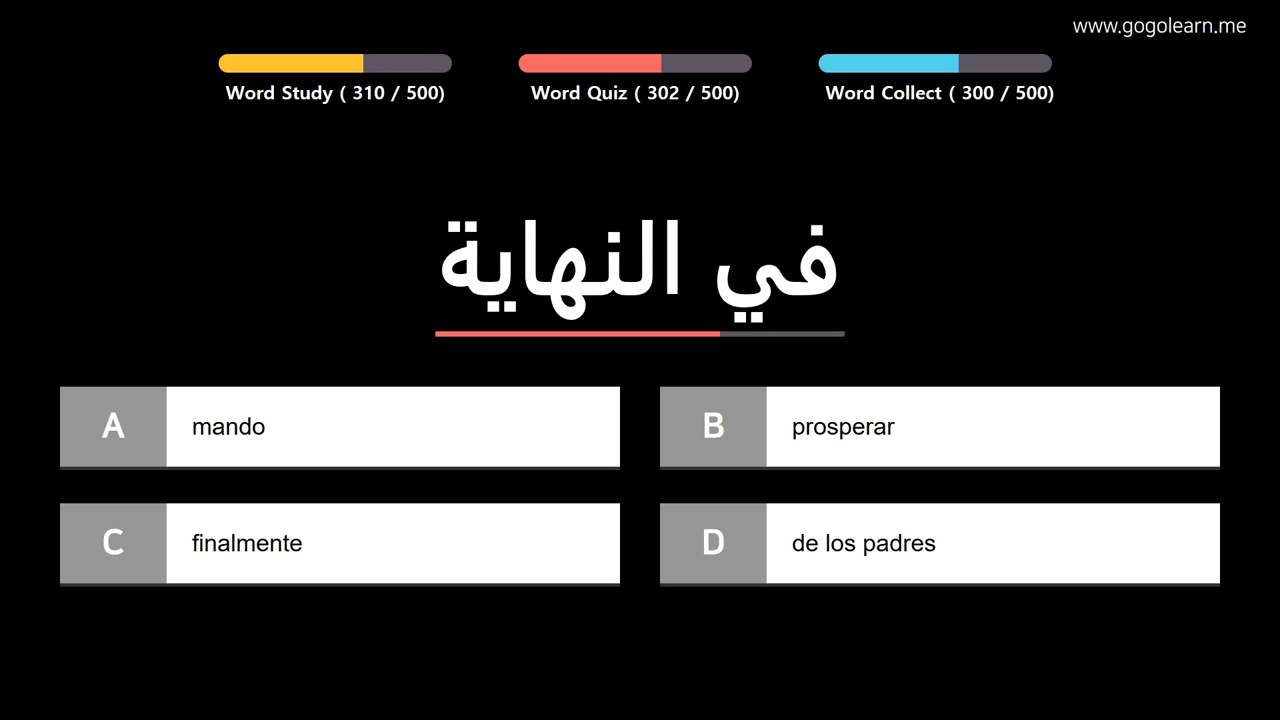 www.gogolearn.me
Word Study ( 310 / 500)
Word Quiz ( 302 / 500)
Word Collect ( 300 / 500)
في النهاية
A
mando
B
prosperar
C
finalmente
D
de los padres